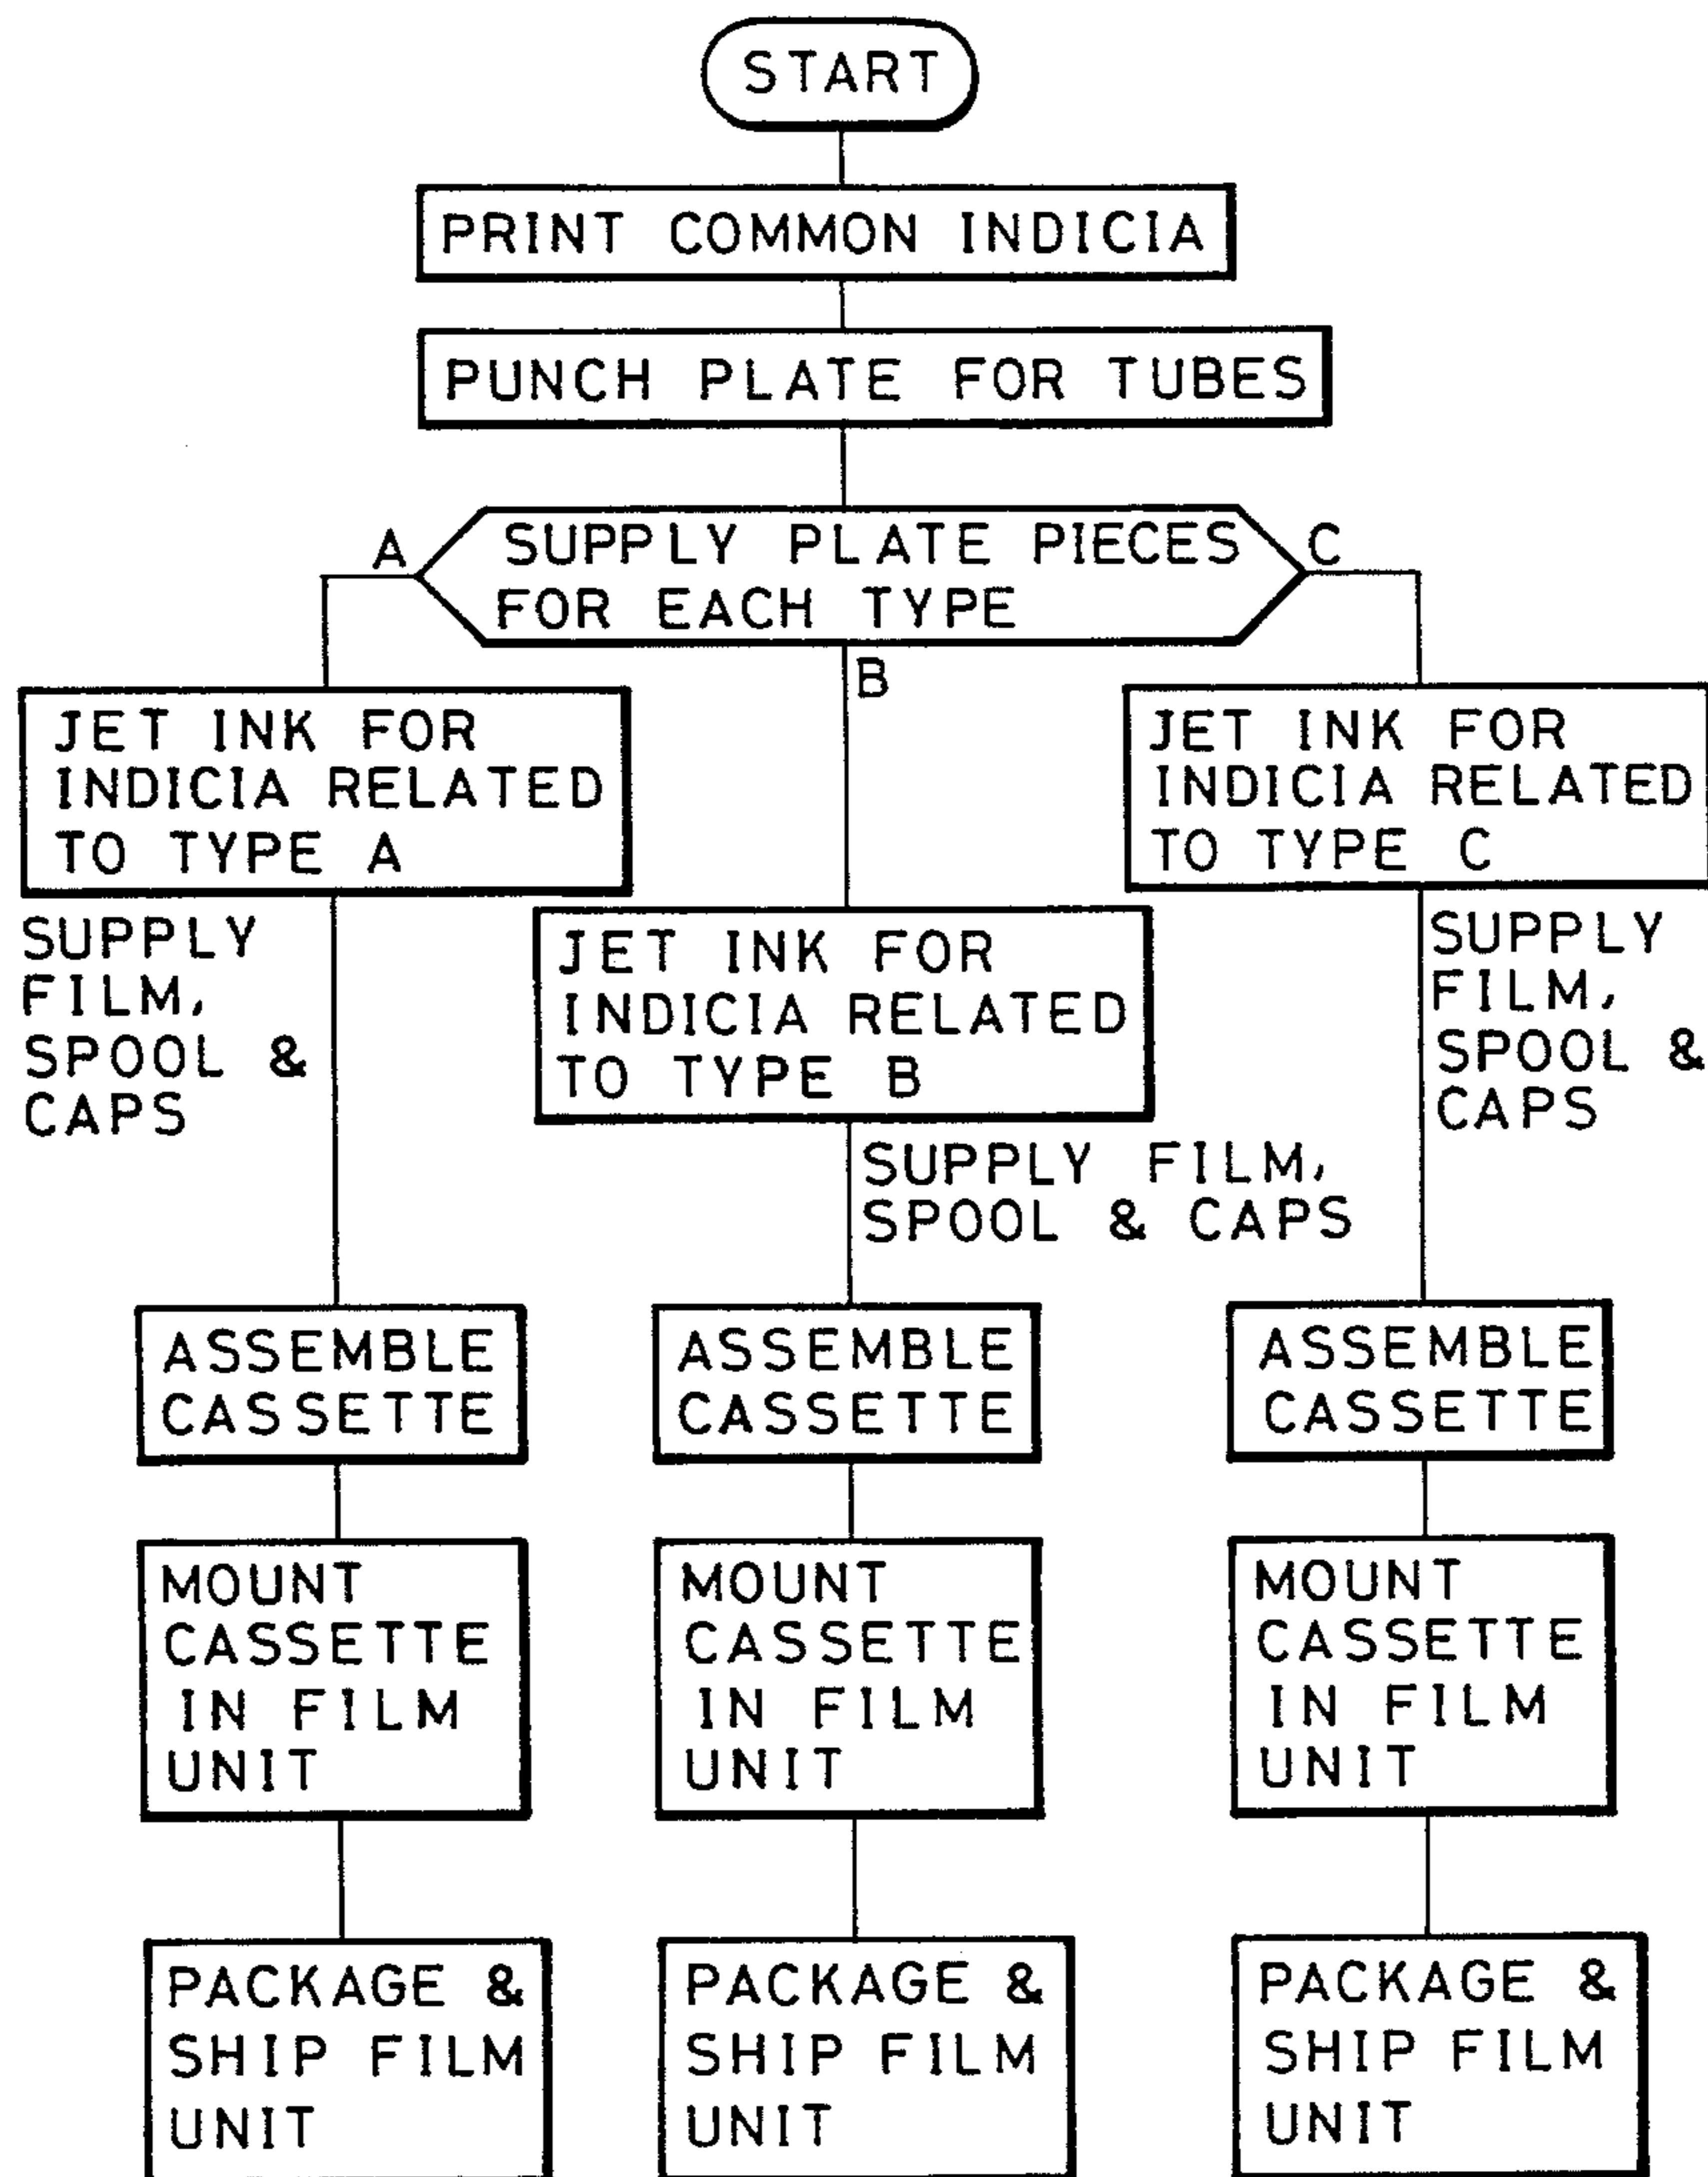 START
PRINT COMMON INDICIA
PUNCH PLATE FOR TUBES
A
SUPPLY PLATE PIECES
FOR EACH TYPE
C
B
JET INK FOR
INDICIA RELATED
TO TYPE A
JET INK FOR
INDICIA RELATED
TO TYPE C
SUPPLY
FILM,
SPOOL &
CAPS
JET INK FOR
INDICIA RELATED
TO TYPE B
SUPPLY
FILM,
SPOOL &
CAPS
SUPPLY FILM,
SPOOL & CAPS
ASSEMBLE
CASSETTE
ASSEMBLE
CASSETTE
ASSEMBLE
CASSETTE
MOUNT
CASSETTE
IN FILM
UNIT
MOUNT
CASSETTE
IN FILM
UNIT
MOUNT
CASSETTE
IN FILM
UNIT
PACKAGE &
SHIP FILM
UNIT
PACKAGE &
SHIP FILM
UNIT
PACKAGE &
SHIP FILM
UNIT